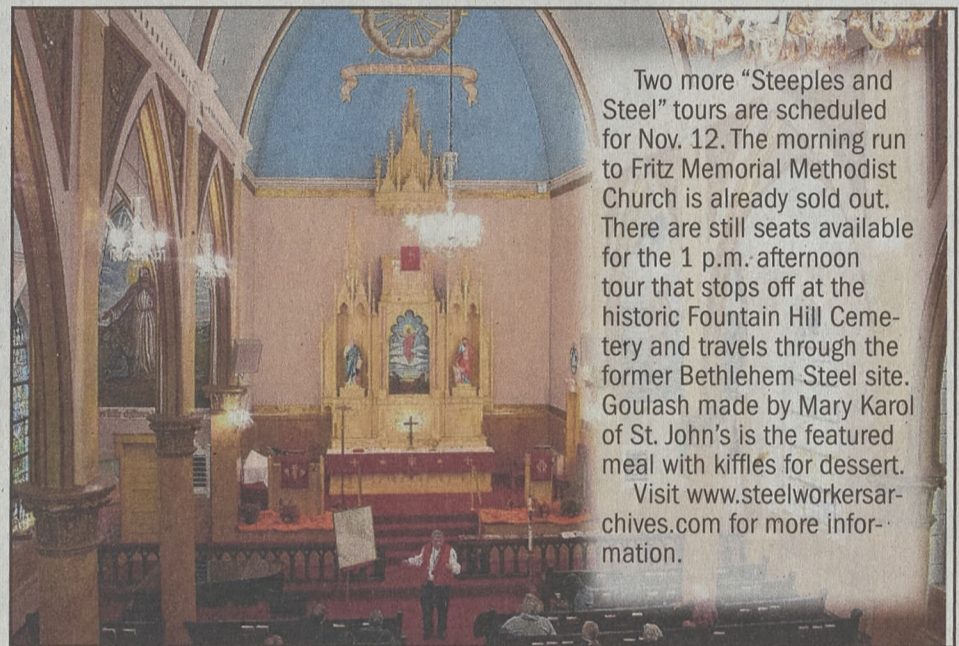 Two more “Steeples and
Steel” tours are scheduled
for Nov. 12. The morning run
to Fritz Memorial Methodist
Church is already sold out.
There are still seats available
for the 1 p.m. afternoon
tour that stops off at the
historic Fountain Hill Ceme-
tery and travels through the
former Bethlehem Steel site.
Goulash made by Mary Karol
of St. John’s is the featured
meal with kiffles for dessert.
Visit www.steelworkersar-
chives.com for more infor-
mation.